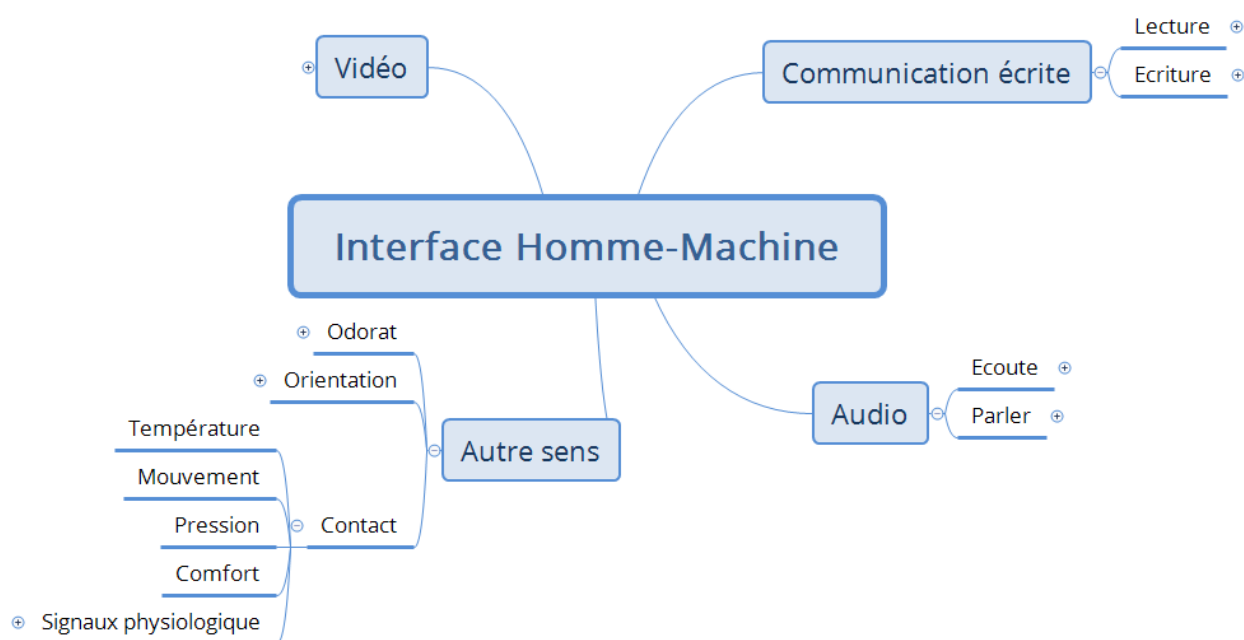 Lecture
Vidéo
Communication écrite
Ecriture
Interface Homme-Machine
Odorat
Orientation
Ecoute
Température
Audio
Parler
Autre sens
Mouvement
Pression
Contact
Comfort
Signaux physiologique